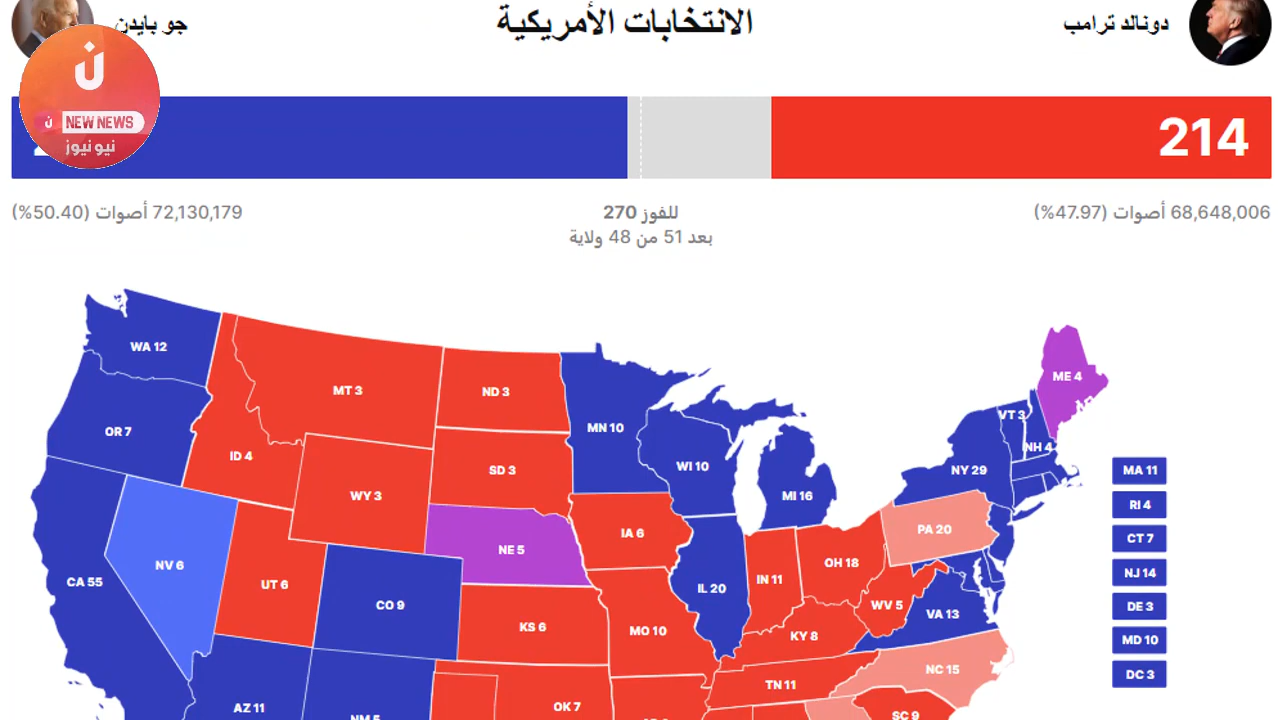 جو بايدن
الانتخابات الأمريكية
دونالد ترامب
ن
ن NEW NEWS
نيو نيوز
214
72,130,179 أصوات (50.40%)
للفوز 270
68,648,006 أصوات (47.97%)
بعد 51 من 48 ولاية
WA 12
OR 7
MT 3
ND 3
ME 4
ID 4
MN 10
VT 3
NH 4
WY 3
SD 3
WI 10
MI 16
NY 29
MA 11
RI 4
CT 7
NJ 14
DE 3
MD 10
DC 3
CA 55
NV 6
UT 6
CO 9
NE 5
IA 6
IL 20
IN 11
OH 18
PA 20
KS 6
MO 10
KY 8
WV 5
VA 13
AZ 11
NM 5
OK 7
TN 11
NC 15
SC 9